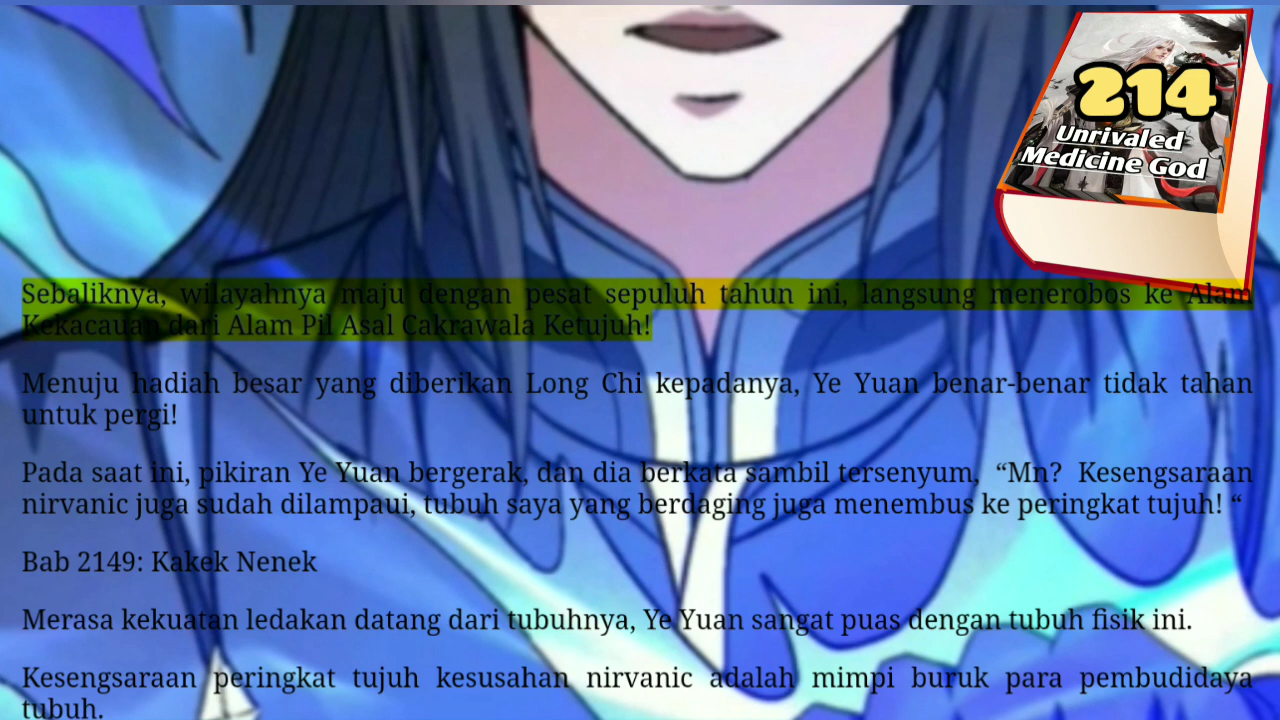 214
Unrivaled
Medicine God
Sebaliknya, wilayahnya maju dengan pesat sepuluh tahun ini, langsung menerobos ke Alam
Kekacauan dari Alam Pil Asal Cakrawala Ketujuh!
Menuju hadiah besar yang diberikan Long Chi kepadanya, Ye Yuan benar-benar tidak tahan
untuk pergi!
Pada saat ini, pikiran Ye Yuan bergerak, dan dia berkata sambil tersenyum, “Mn? Kesengsaraan
nirvanic juga sudah dilampaui, tubuh saya yang berdaging juga menembus ke peringkat tujuh! “
Bab 2149: Kakek Nenek
Merasa kekuatan ledakan datang dari tubuhnya, Ye Yuan sangat puas dengan tubuh fisik ini.
Kesengsaraan peringkat tujuh kesusahan nirvanic adalah mimpi buruk para pembudidaya
tubuh.